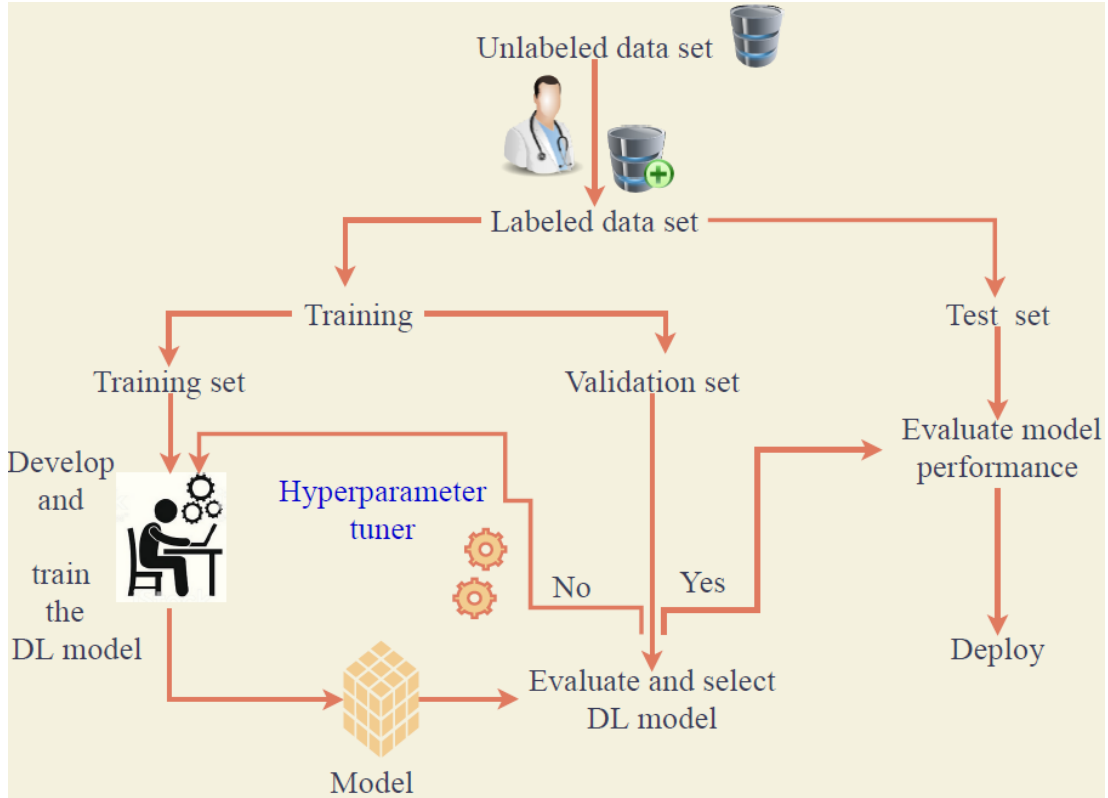 Unlabeled data set
Labeled data set
Training
Test set
Training set
Validation set
Evaluate model
performance
Develop
and
train
the
DL model
Hyperparameter
tuner
No
Yes
Deploy
Evaluate and select
DL model
Model